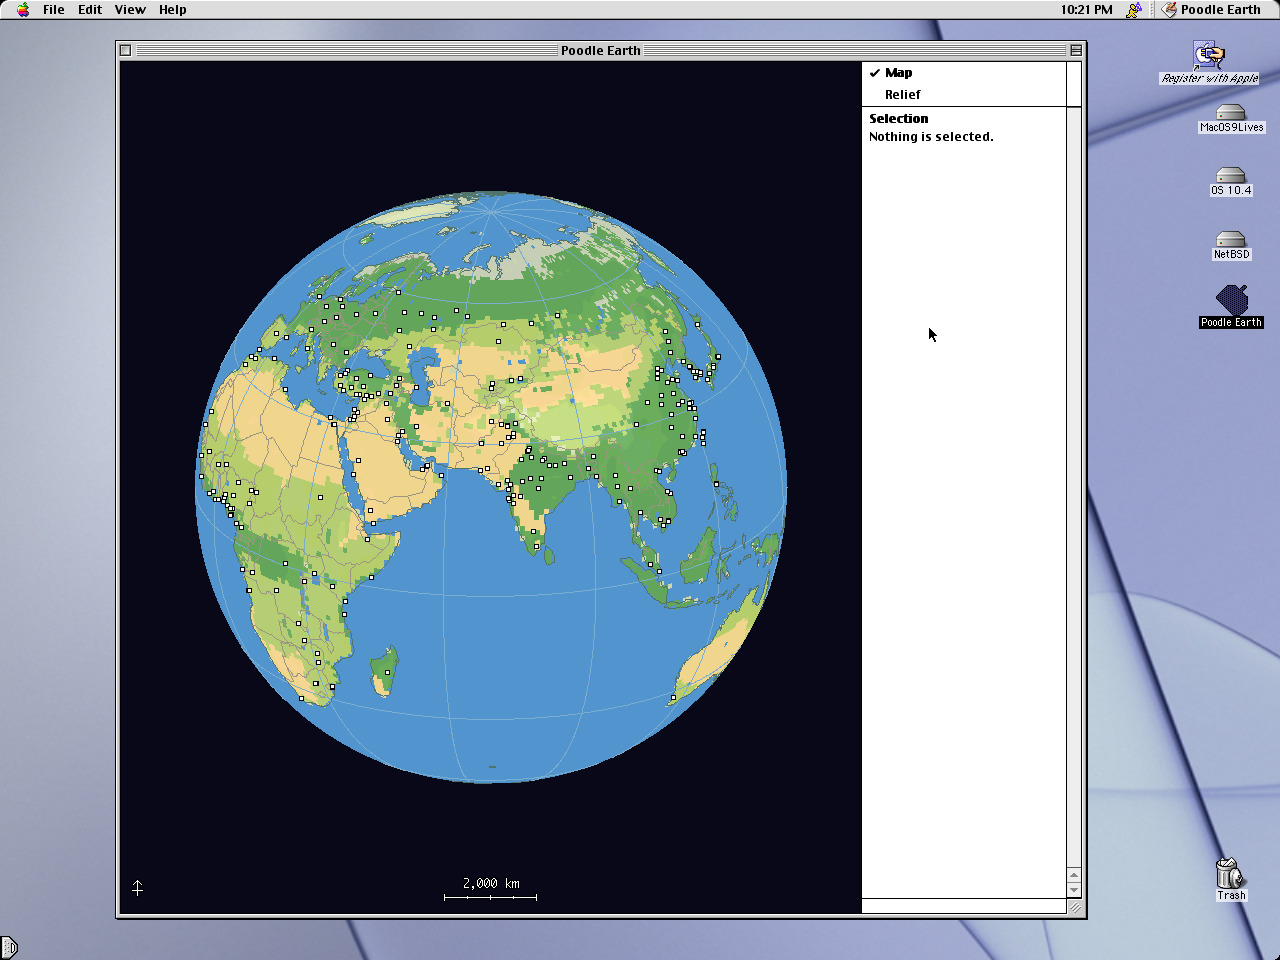 File Edit View Help
10:21 PM
Poodle Earth
Poodle Earth
Map
Relief
Selection
Nothing is selected.
Register with Apple
MacOS9Lives
OS 10.4
NetBSD
Poodle Earth
2,000 km
Trash